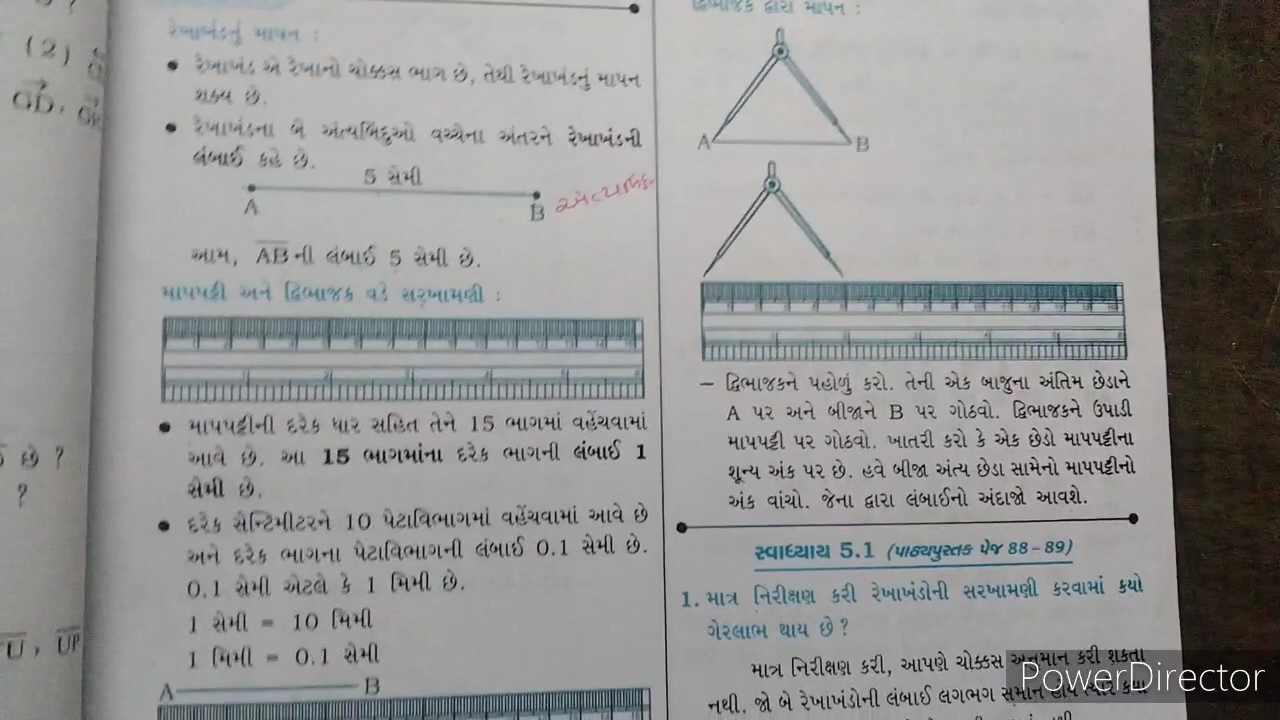 (2)
રેખાખંડનું માપન :
• રેખાખંડ એ રેખાનો ચોક્કસ ભાગ છે, તેથી રેખાખંડનું માપન
શક્ય છે.
• રેખાખંડના બે અંત્યબિંદુઓ વચ્ચેના અંતરને રેખાખંડની
લંબાઈ કહે છે.
5 સેમી
A B
આમ, AB ની લંબાઈ 5 સેમી છે.
માપપટ્ટી અને દ્વિભાજક વડે સરખામણી :
• માપપટ્ટીની દરેક ધાર સહિત તેને 15 ભાગમાં વહેંચવામાં
આવે છે. આ 15 ભાગમાંના દરેક ભાગની લંબાઈ 1
સેમી છે.
• દરેક સેન્ટિમીટરને 10 પેટાવિભાગમાં વહેંચવામાં આવે છે
અને દરેક ભાગના પેટાવિભાગની લંબાઈ 0.1 સેમી છે.
0.1 સેમી એટલે કે 1 મિમી છે.
1 સેમી = 10 મિમી
1 મિમી = 0.1 સેમી
A B
દ્વિભાજક દ્વારા માપન :
A B
– દ્વિભાજકને પહોળું કરો. તેની એક બાજુના અંતિમ છેડાને
A પર અને બીજાને B પર ગોઠવો. દ્વિભાજકને ઉપાડી
માપપટ્ટી પર ગોઠવો. ખાતરી કરો કે એક છેડો માપપટ્ટીના
શૂન્ય અંક પર છે. હવે બીજા અંત્ય છેડા સામેનો માપપટ્ટીનો
અંક વાંચો. જેના દ્વારા લંબાઈનો અંદાજો આવશે.
સ્વાધ્યાય 5.1 (પાઠ્યપુસ્તક પેજ 88 – 89)
1. માત્ર નિરીક્ષણ કરી રેખાખંડોની સરખામણી કરવામાં કયો
ગેરલાભ થાય છે ?
માત્ર નિરીક્ષણ કરી, આપણે ચોક્કસ અનુમાન કરી શકતા
નથી. જો બે રેખાખંડોની લંબાઈ લગભગ સમાન
PowerDirector